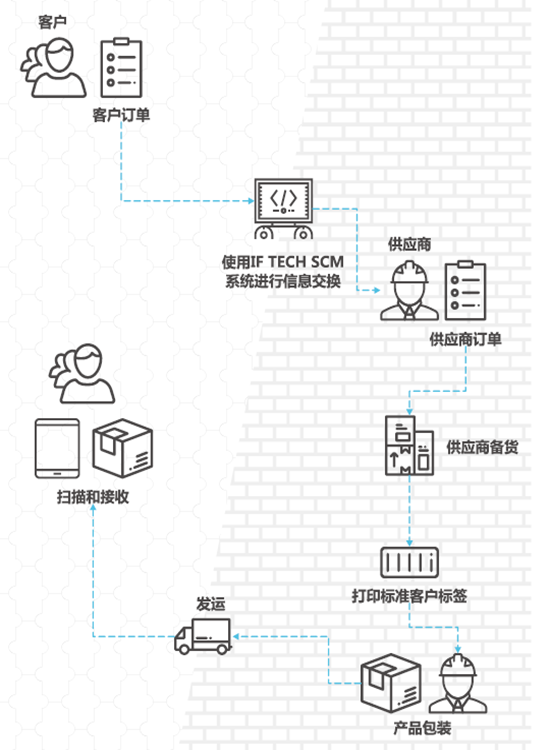 客户
客户订单
使用IF TECH SCM
系统进行信息交换
供应商
供应商订单
供应商备货
打印标准客户标签
产品包装
发运
扫描和接收